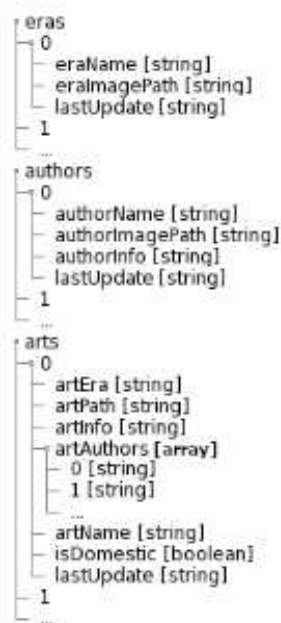 eras
0
eraName [string]
eraImagePath [string]
lastUpdate [string]
1
...
authors
0
authorName [string]
authorImagePath [string]
authorInfo [string]
lastUpdate [string]
1
...
arts
0
artEra [string]
artPath [string]
artInfo [string]
artAuthors [array]
0 [string]
1 [string]
...
artName [string]
isDomestic [boolean]
lastUpdate [string]
1
...